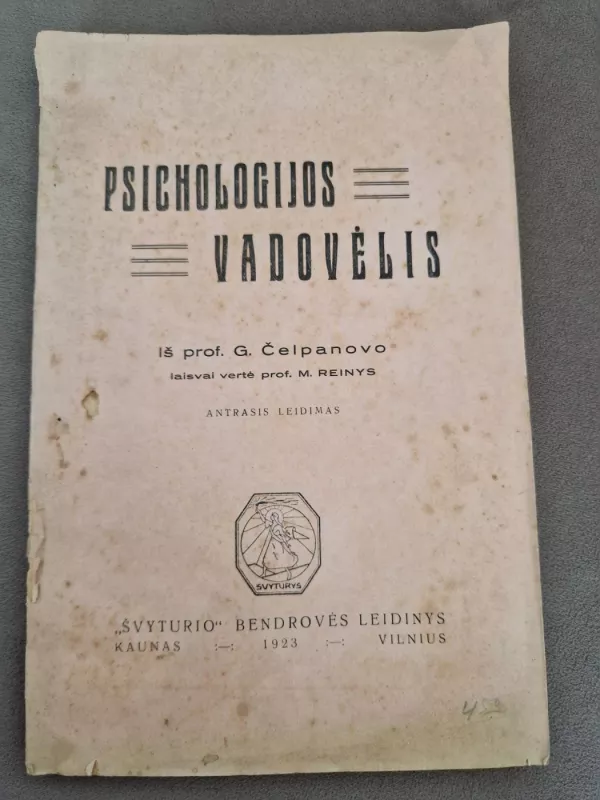 PSICHOLOGIJOS
VADOVĖLIS
Iš prof. G. Čelpanovo
laisvai vertė prof. M. REINYS
ANTRASIS LEIDIMAS
ŠVYTURYS
„ŠVYTURIO“ BENDROVĖS LEIDINYS
KAUNAS :—: 1923 :—: VILNIUS